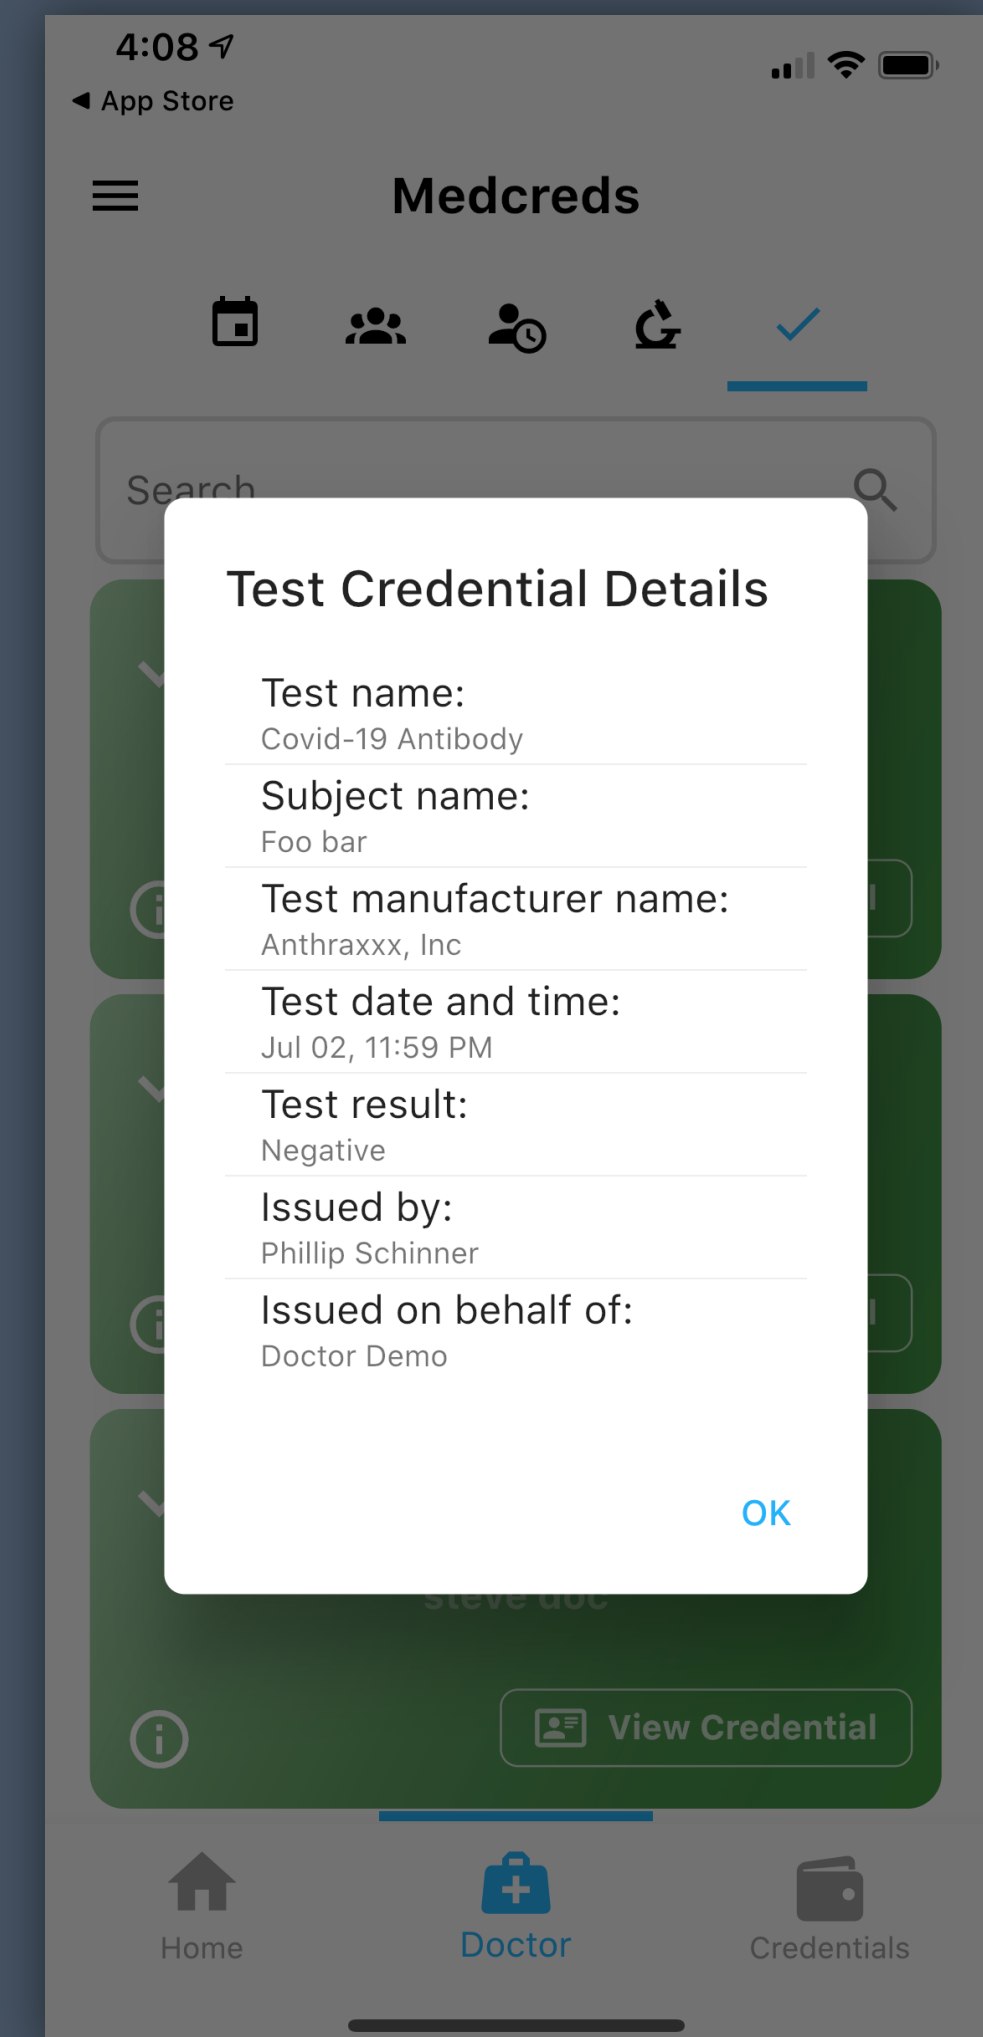 4:08
App Store
Medcreds
Search
Test Credential Details
Test name:
Covid-19 Antibody
Subject name:
Foo bar
Test manufacturer name:
Anthraxxx, Inc
Test date and time:
Jul 02, 11:59 PM
Test result:
Negative
Issued by:
Phillip Schinner
Issued on behalf of:
Doctor Demo
OK
steve doc
View Credential
Home
Doctor
Credentials